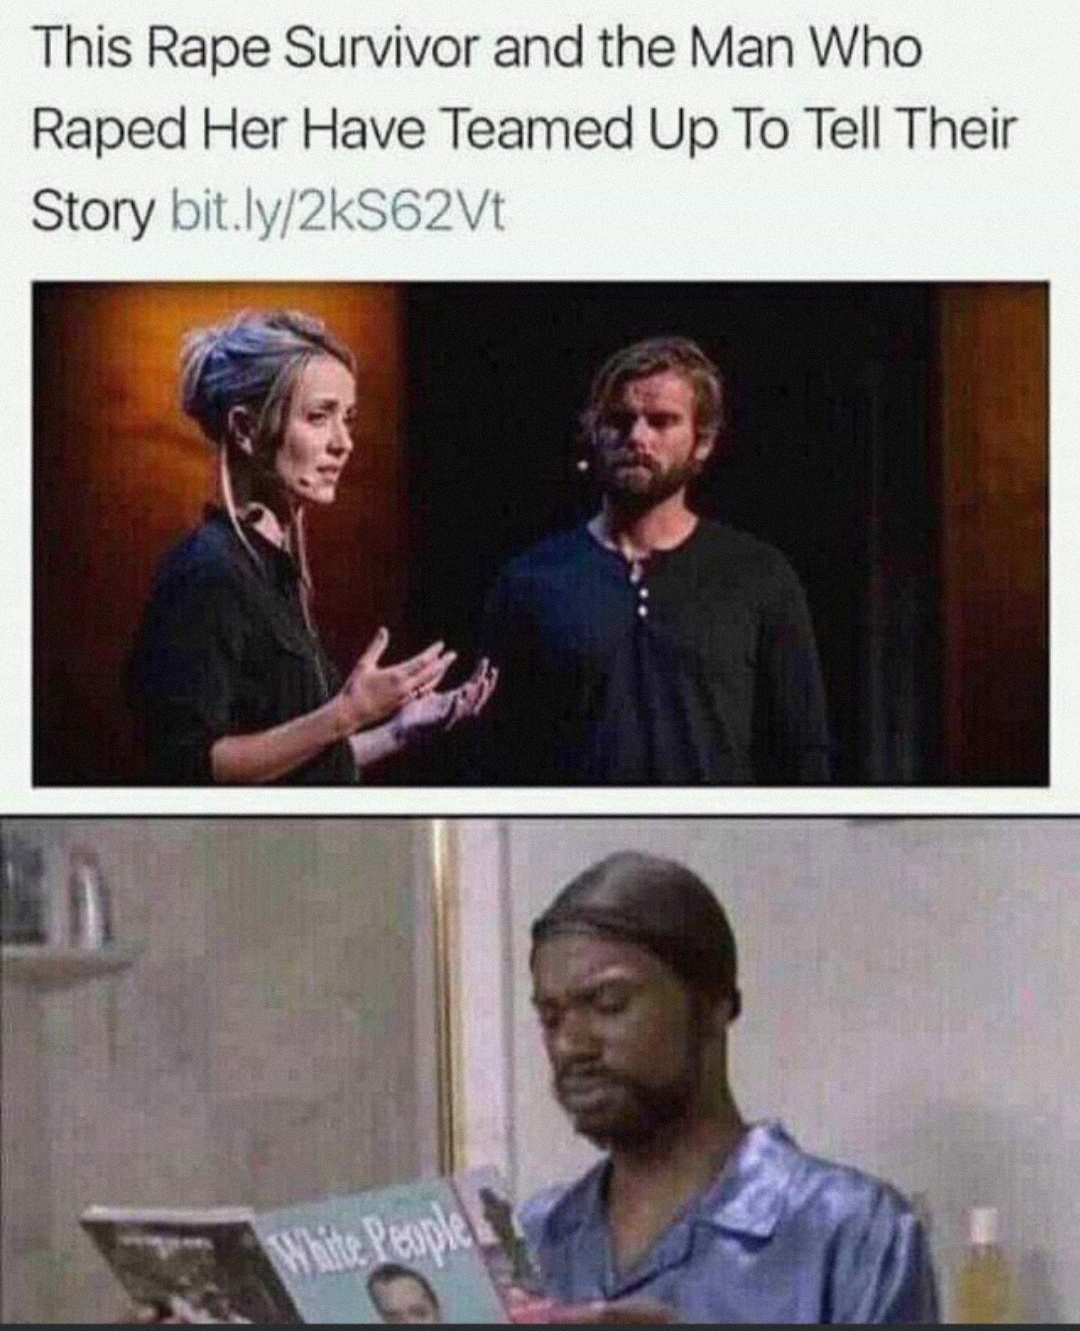 This Rape Survivor and the Man Who
Raped Her Have Teamed Up To Tell Their
Story bit.ly/2kS62Vt
White People